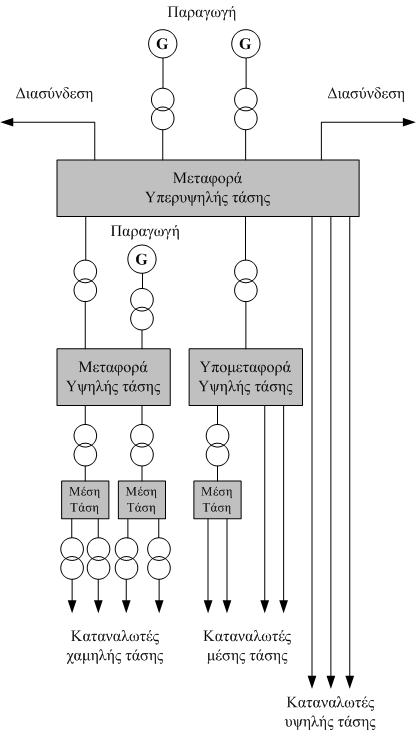 Παραγωγή
G
G
Διασύνδεση
Διασύνδεση
Μεταφορά
Υπερυψηλής τάσης
Παραγωγή
G
Μεταφορά
Υψηλής τάσης
Υπομεταφορά
Υψηλής τάσης
Μέση
Τάση
Μέση
Τάση
Μέση
Τάση
Καταναλωτές
χαμηλής τάσης
Καταναλωτές
μέσης τάσης
Καταναλωτές
υψηλής τάσης